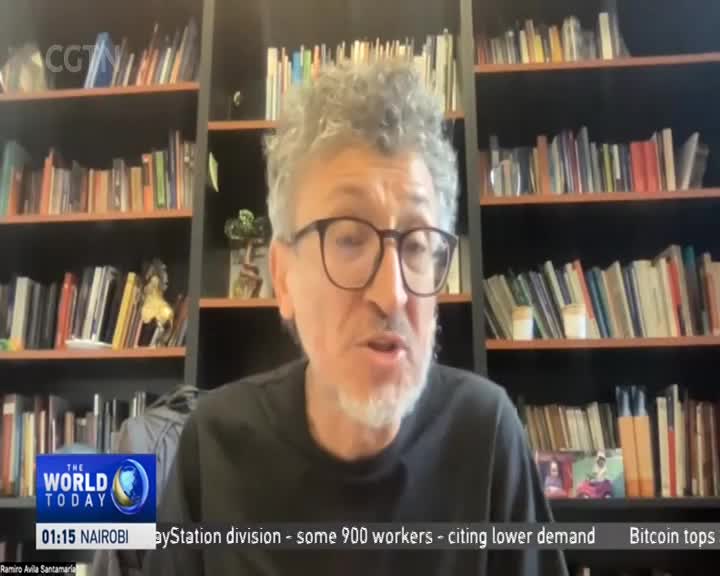 CGTN
THE
WORLD
TODAY
01:15 NAIROBI
ayStation division - some 900 workers - citing lower demand
Bitcoin tops
Ramiro Avila Santamaría